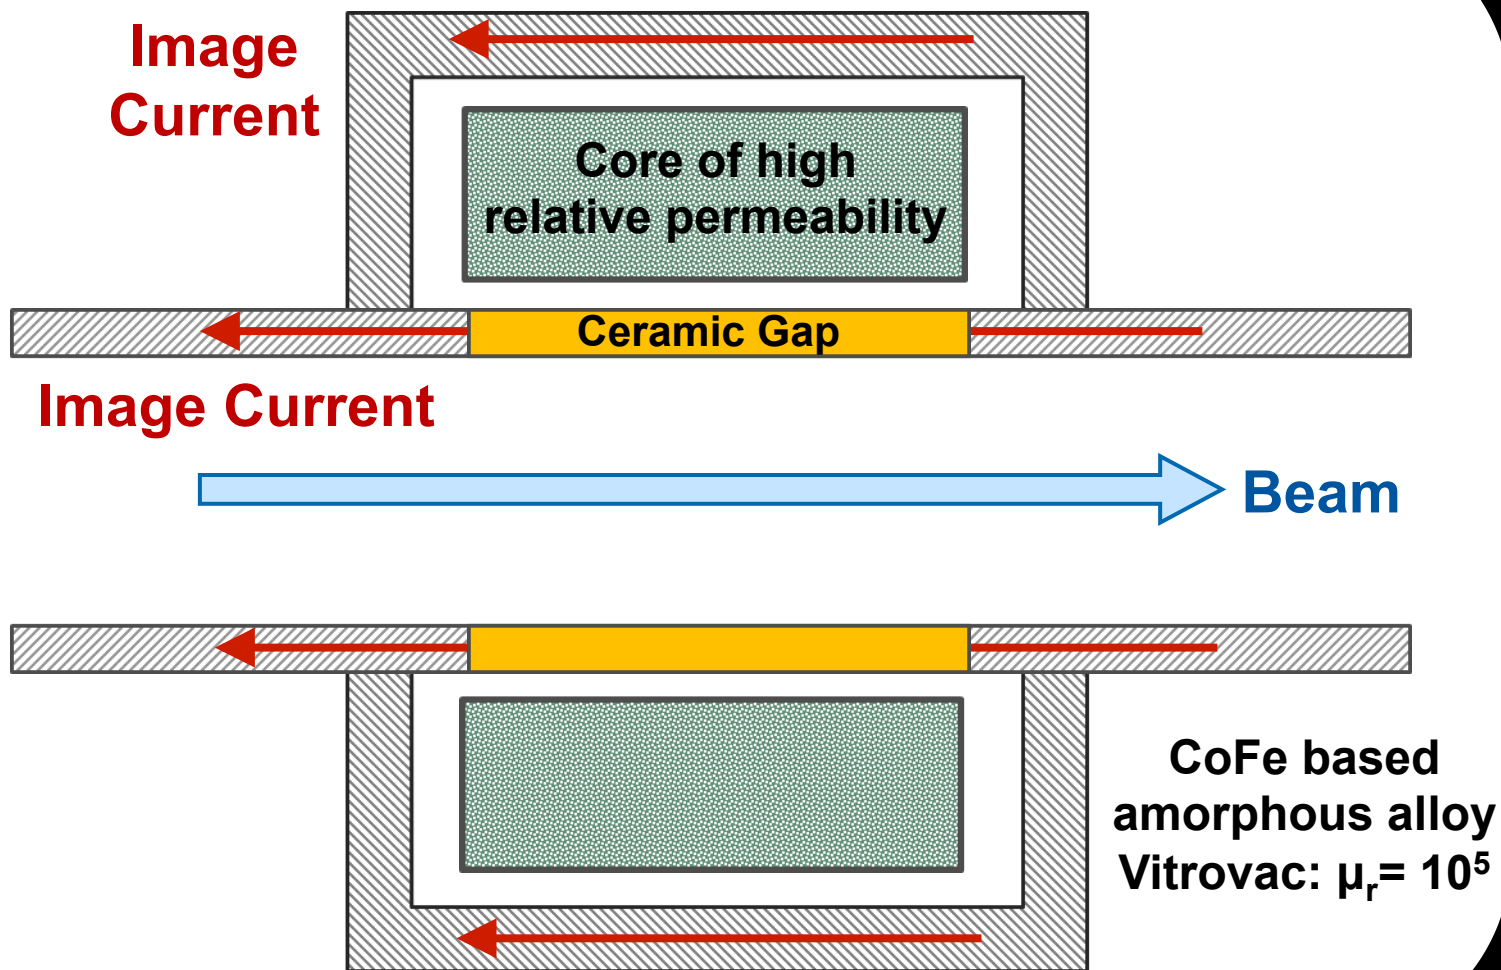 Image
Current
Core of high
relative permeability
Ceramic Gap
Image Current
Beam
CoFe based
amorphous alloy
Vitrovac: μᵣ= 10⁵